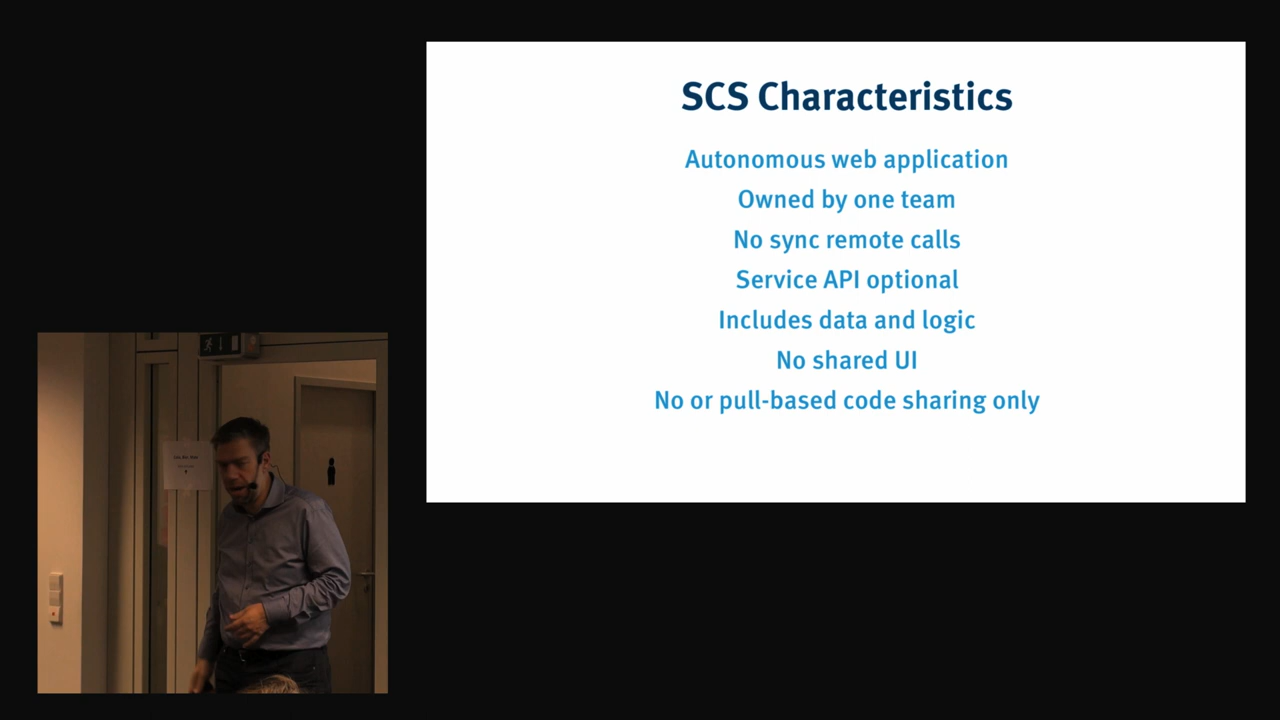 SCS Characteristics
Autonomous web application
Owned by one team
No sync remote calls
Service API optional
Includes data and logic
No shared UI
No or pull-based code sharing only